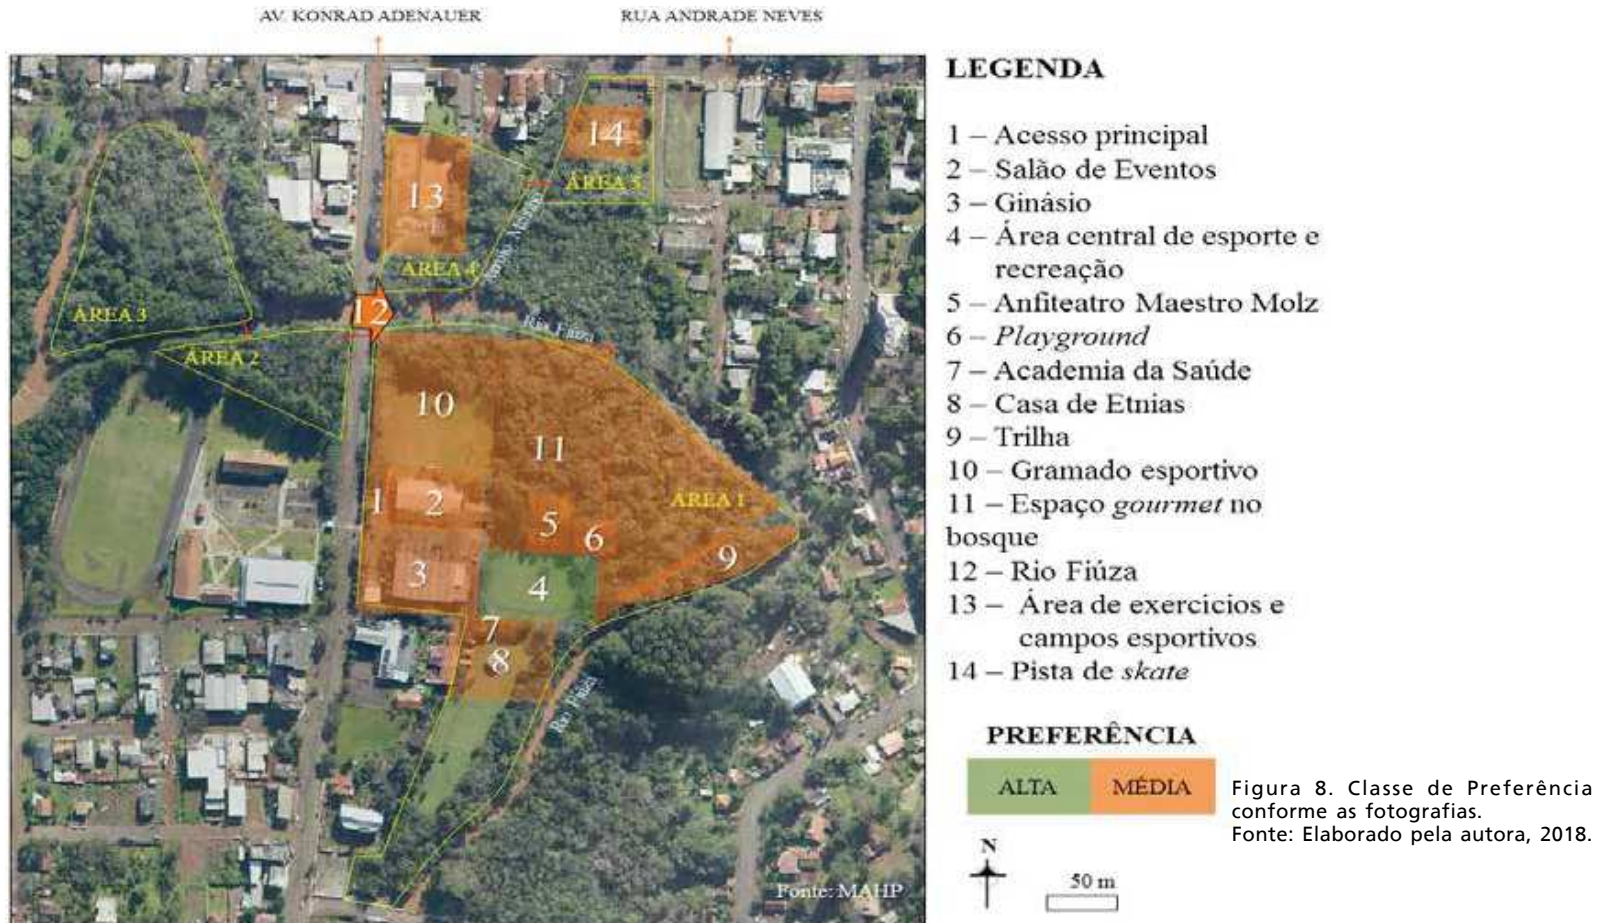 AV. KONRAD ADENAUER
RUA ANDRADE NEVES
14
13
ÁREA 5
ÁREA 4
12
Rio Fiúza
ÁREA 3
ÁREA 2
10
11
1
2
5
6
ÁREA 1
3
4
9
7
8
Rio Fiúza
Fonte: MAHP
LEGENDA
1 – Acesso principal
2 – Salão de Eventos
3 – Ginásio
4 – Área central de esporte e
recreação
5 – Anfiteatro Maestro Molz
6 – Playground
7 – Academia da Saúde
8 – Casa de Etnias
9 – Trilha
10 – Gramado esportivo
11 – Espaço gourmet no
bosque
12 – Rio Fiúza
13 – Área de exercicios e
campos esportivos
14 – Pista de skate
PREFERÊNCIA
ALTA MÉDIA
N
50 m
Figura 8. Classe de Preferência
conforme as fotografias.
Fonte: Elaborado pela autora, 2018.